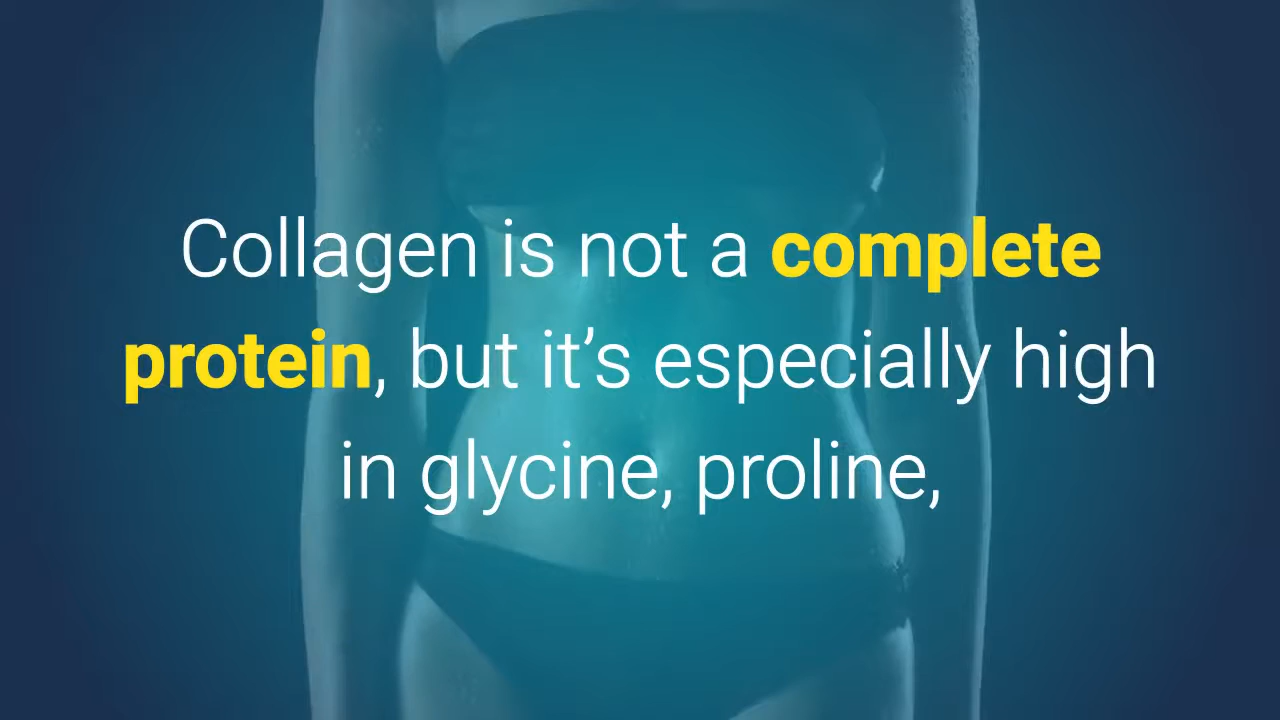 Collagen is not a complete
protein, but it’s especially high
in glycine, proline,